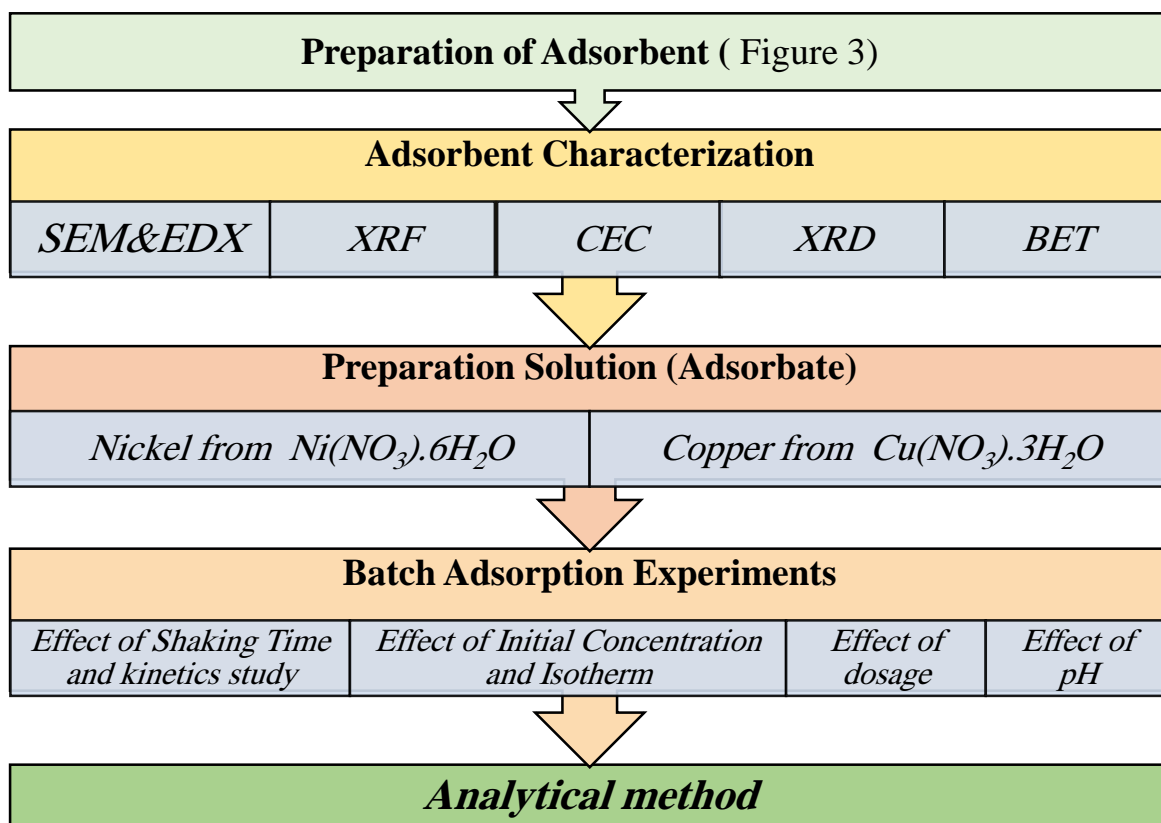 Preparation of Adsorbent ( Figure 3)
Adsorbent Characterization
SEM&EDX XRF CEC XRD BET
Preparation Solution (Adsorbate)
Nickel from Ni(NO₃).6H₂O Copper from Cu(NO₃).3H₂O
Batch Adsorption Experiments
Effect of Shaking Time
and kinetics study
Effect of Initial Concentration
and Isotherm
Effect of
dosage
Effect of
pH
Analytical method